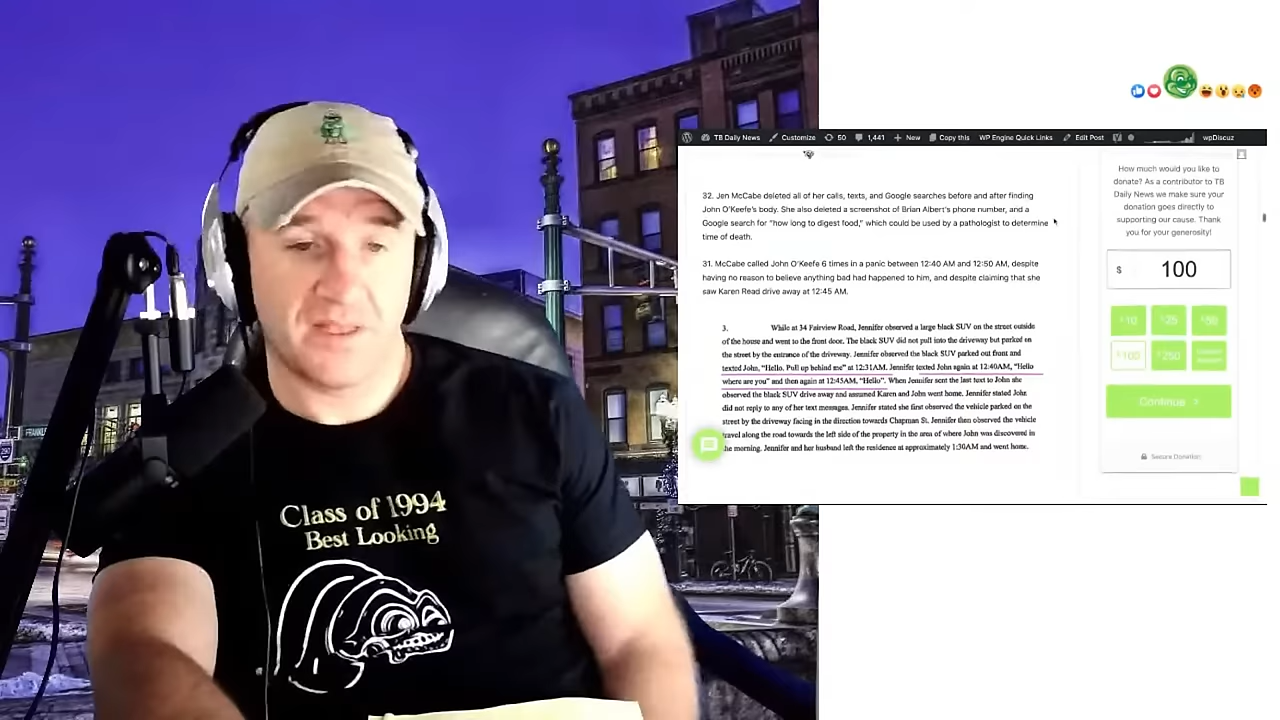 TB Daily News Customize 50 1,441 New Copy this WP Engine Quick Links Edit Post wpDiscuz
32. Jen McCabe deleted all of her calls, texts, and Google searches before and after finding
John O'Keefe's body. She also deleted a screenshot of Brian Albert's phone number, and a
Google search for "how long to digest food," which could be used by a pathologist to determine
time of death.
31. McCabe called John O'Keefe 6 times in a panic between 12:40 AM and 12:50 AM, despite
having no reason to believe anything bad had happened to him, and despite claiming that she
saw Karen Read drive away at 12:45 AM.
3. While at 34 Fairview Road, Jennifer observed a large black SUV on the street outside
of the house and went to the front door. The black SUV did not pull into the driveway but parked on
the street by the entrance of the driveway. Jennifer observed the black SUV parked out front and
texted John, "Hello. Pull up behind me" at 12:31AM. Jennifer texted John again at 12:40AM, "Hello
where are you" and then again at 12:45AM, "Hello". When Jennifer sent the last text to John she
observed the black SUV drive away and assumed Karen and John went home. Jennifer stated John
did not reply to any of her text messages. Jennifer stated she first observed the vehicle parked on the
street by the driveway facing in the direction towards Chapman St. Jennifer then observed the vehicle
travel along the road towards the left side of the property in the area of where John was discovered in
the morning. Jennifer and her husband left the residence at approximately 1:30AM and went home.
How much would you like to
donate? As a contributor to TB
Daily News we make sure your
donation goes directly to
supporting our cause. Thank
you for your generosity!
$ 100
$10 $25 $50
$100 $250
Continue >
Secure Donation
FRANKLIN
Class of 1994
Best Looking